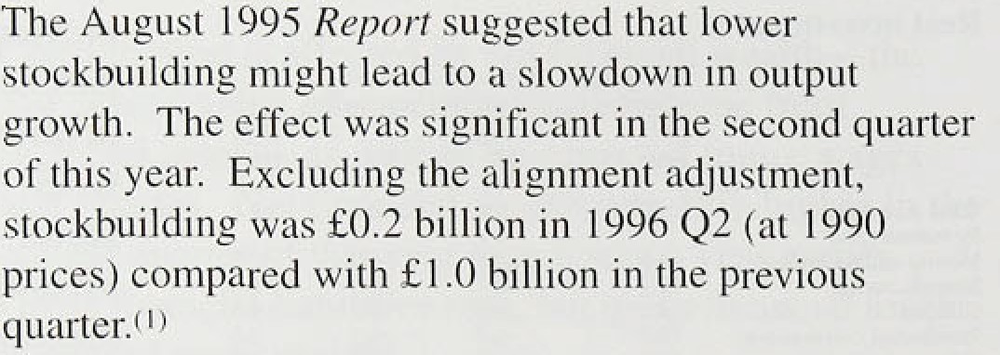 The August 1995 Report suggested that lower
stockbuilding might lead to a slowdown in output
growth. The effect was significant in the second quarter
of this year. Excluding the alignment adjustment,
stockbuilding was £0.2 billion in 1996 Q2 (at 1990
prices) compared with £1.0 billion in the previous
quarter.(1)